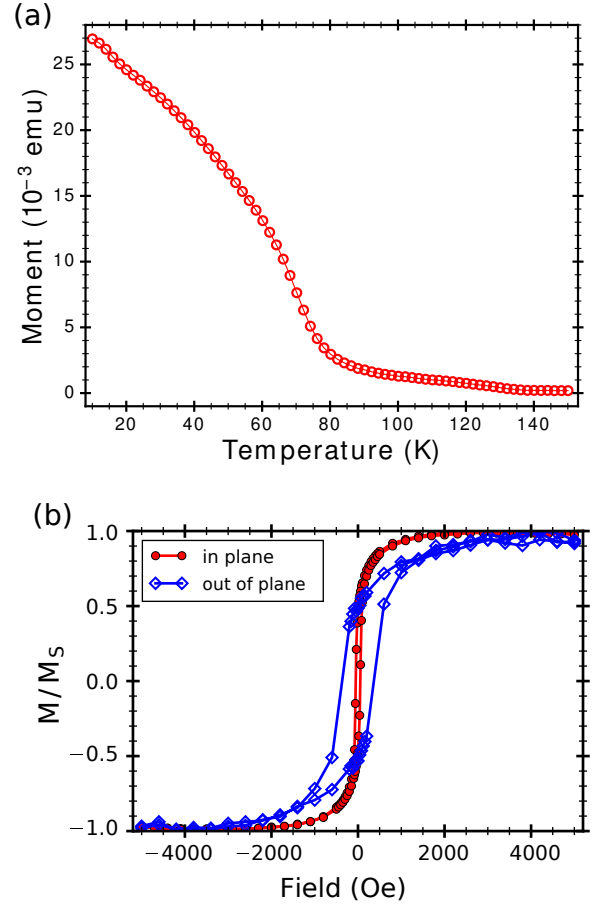 (a)
Moment (10⁻³ emu)
25
20
15
10
5
0
20 40 60 80 100 120 140
Temperature (K)
(b)
M/M_S
1.0
0.5
0.0
−0.5
−1.0
in plane
out of plane
−4000 −2000 0 2000 4000
Field (Oe)